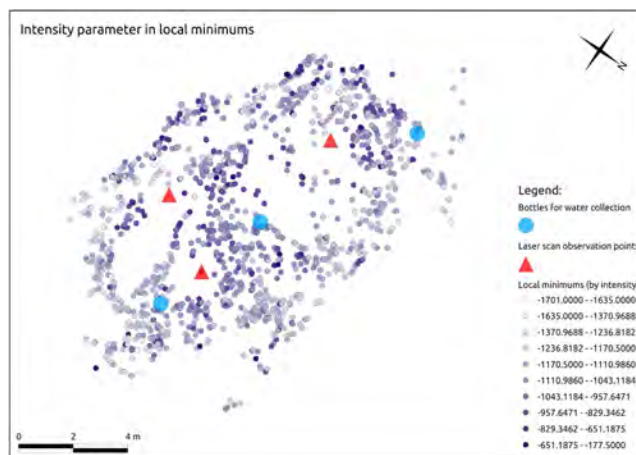 Intensity parameter in local minimums
N
Legend:
Bottles for water collection
Laser scan observation points
Local minimums (by intensity
-1701.0000 - -1635.0000
-1635.0000 - -1370.9688
-1370.9688 - -1236.8182
-1236.8182 - -1170.5000
-1170.5000 - -1110.9860
-1110.9860 - -1043.1184
-1043.1184 - -957.6471
-957.6471 - -829.3462
-829.3462 - -651.1875
-651.1875 - -177.5000
0 2 4 m